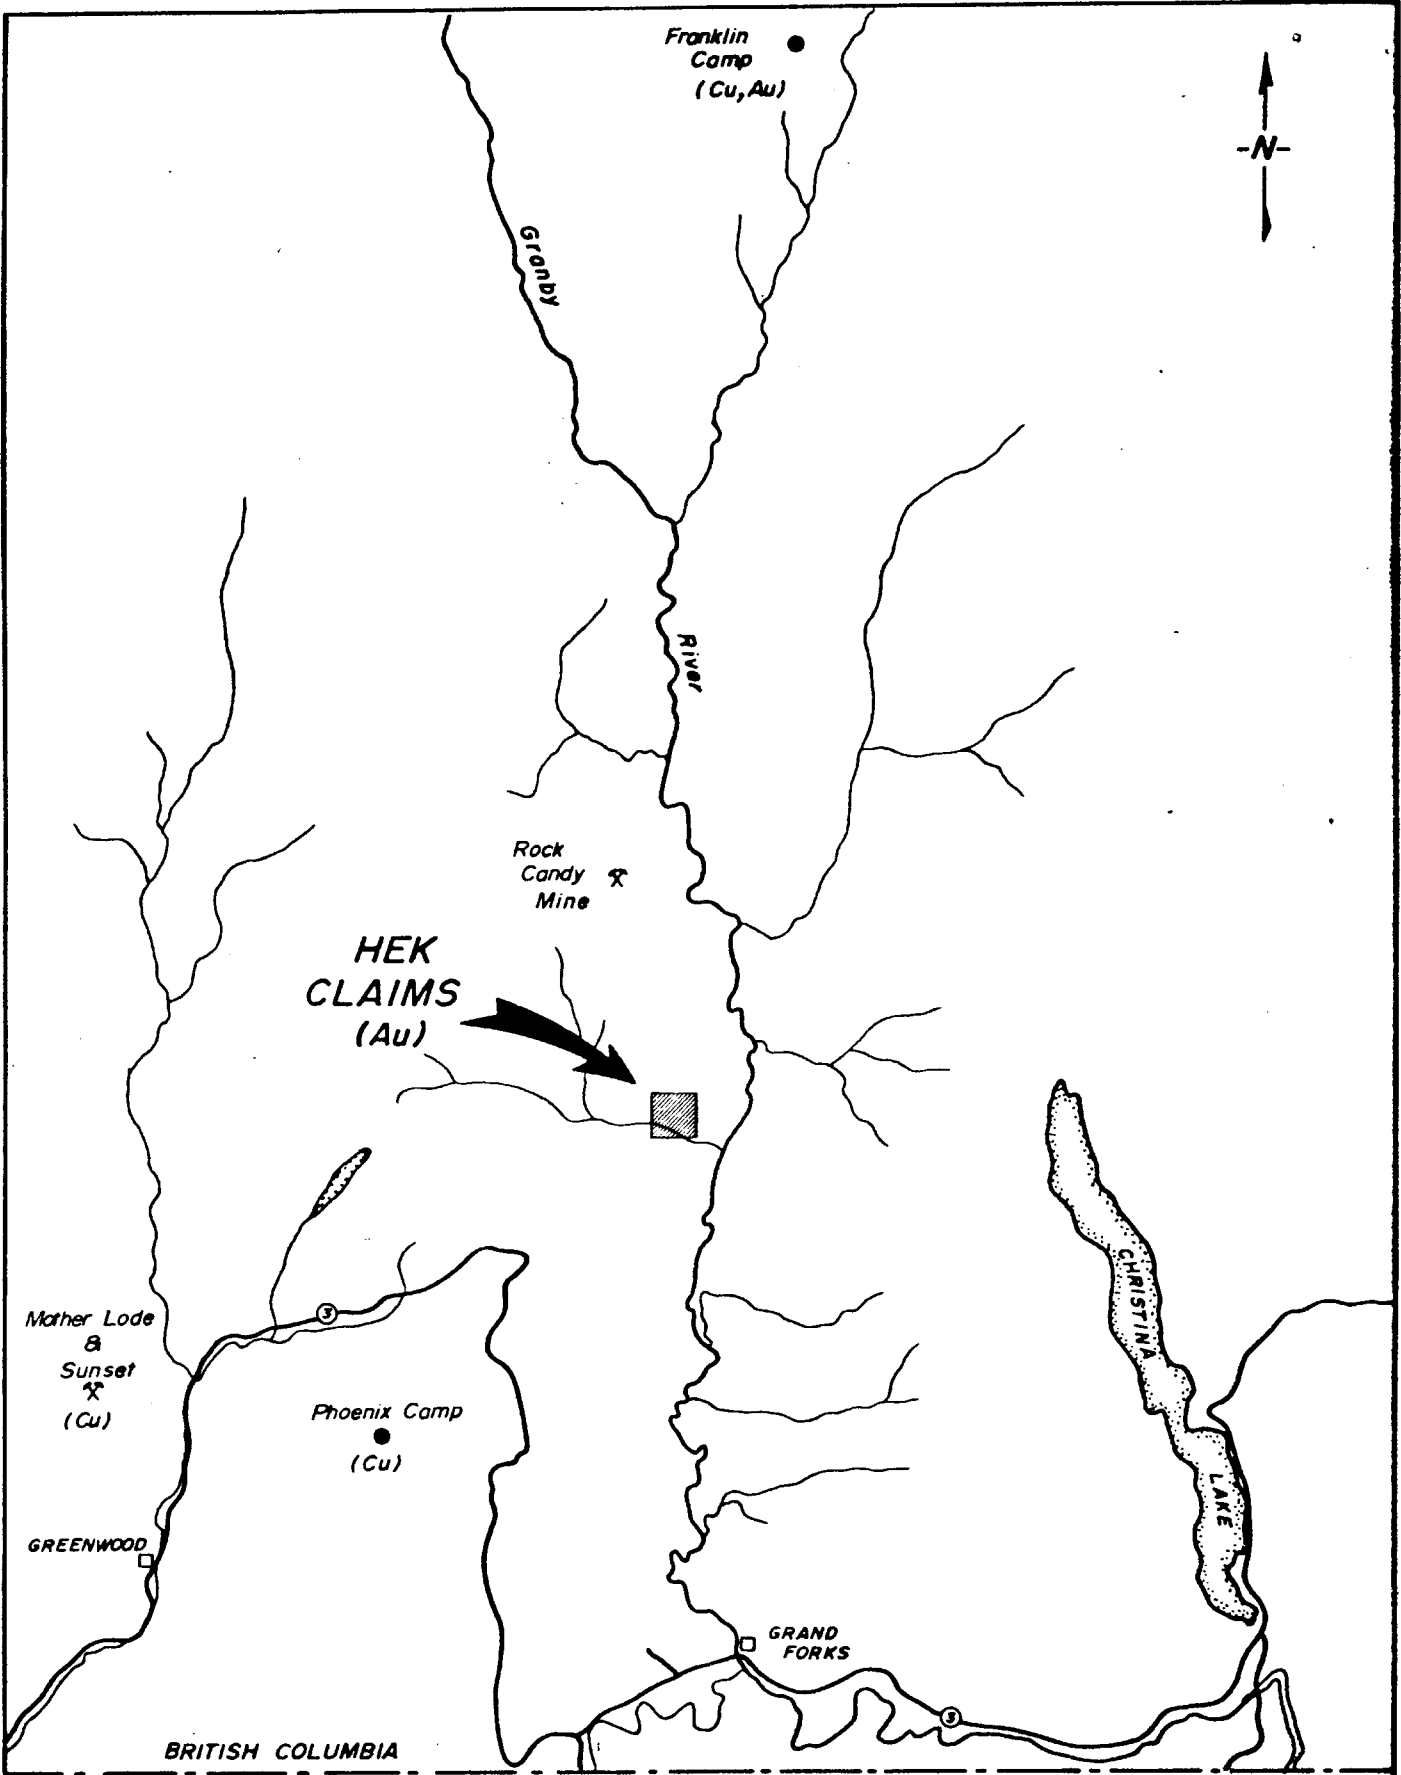 Franklin
Camp
(Cu, Au)
-N-
Granby
River
Rock
Candy
Mine
HEK
CLAIMS
(Au)
CHRISTINA
LAKE
3
Mother Lode
&
Sunset
(Cu)
Phoenix Camp
(Cu)
GREENWOOD
GRAND
FORKS
3
BRITISH COLUMBIA